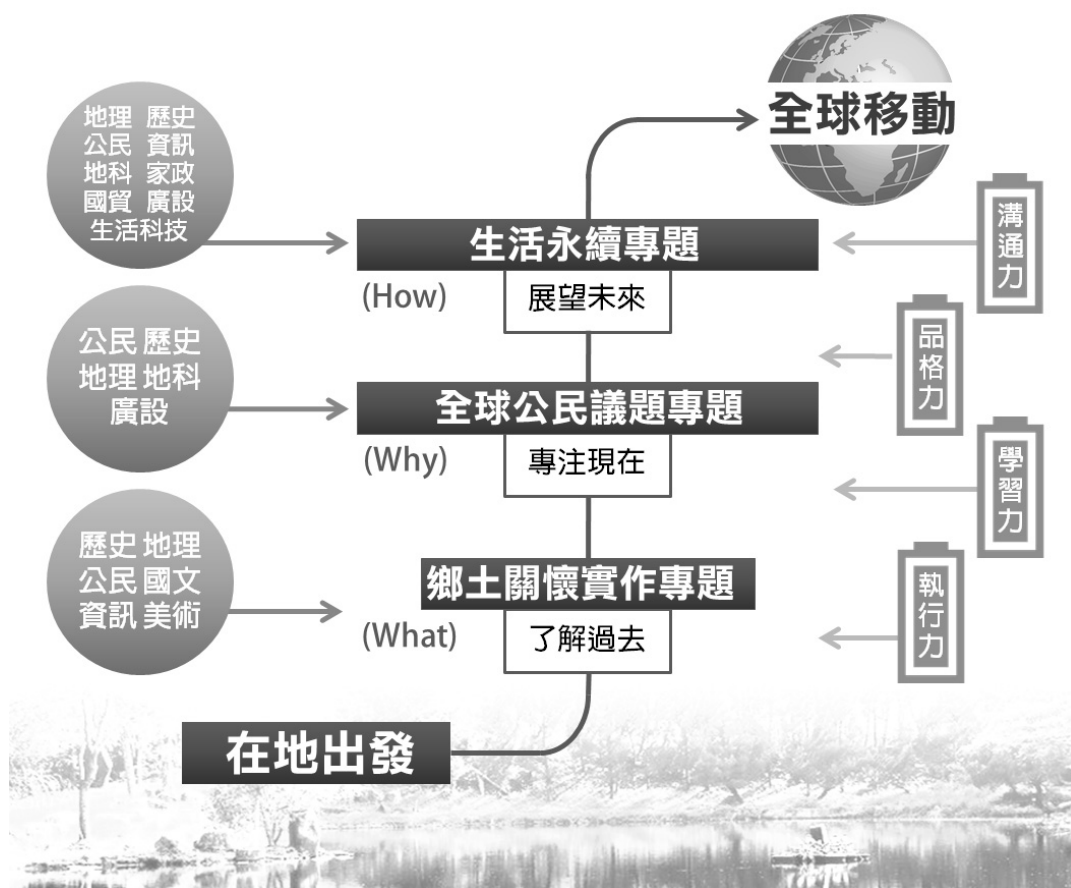 全球移動
地理 歷史
公民 資訊
地科 家政
國貿 廣設
生活科技
生活永續專題
(How)
展望未來
溝通力
公民 歷史
地理 地科
廣設
全球公民議題專題
(Why)
專注現在
品格力
學習力
歷史 地理
公民 國文
資訊 美術
鄉土關懷實作專題
(What)
了解過去
執行力
在地出發